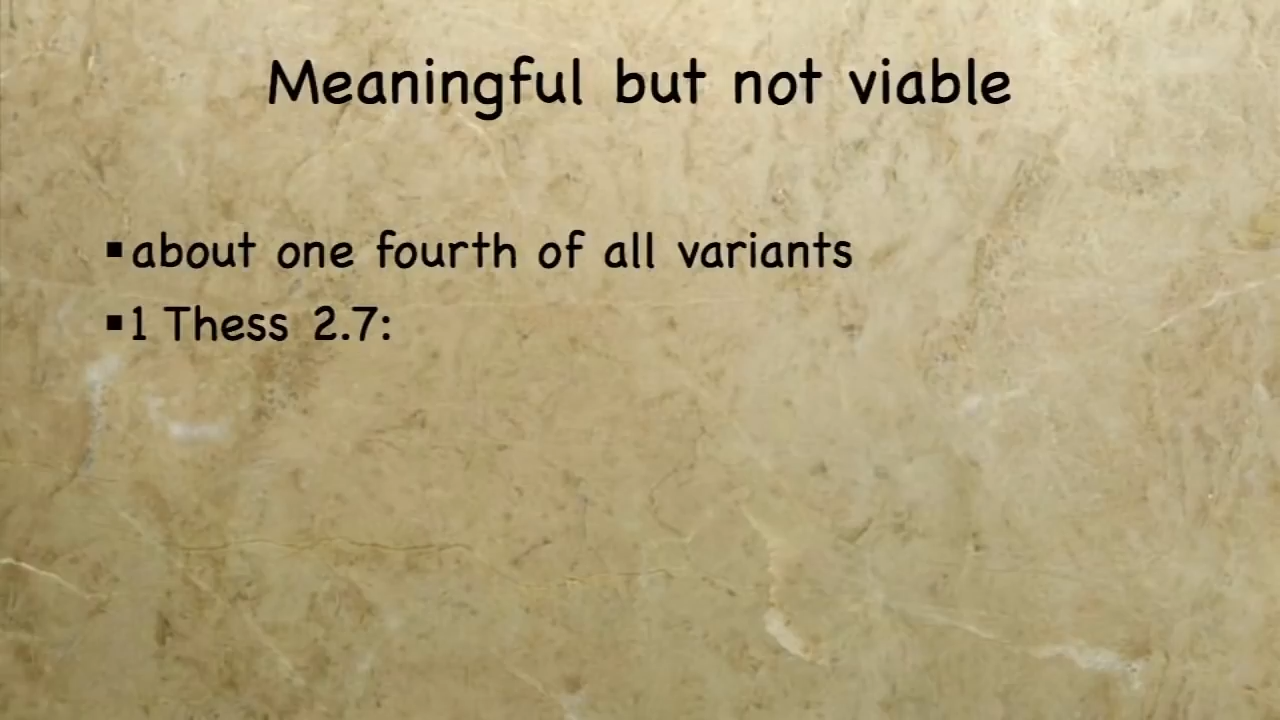 Meaningful but not viable
▪about one fourth of all variants
▪1 Thess 2.7: